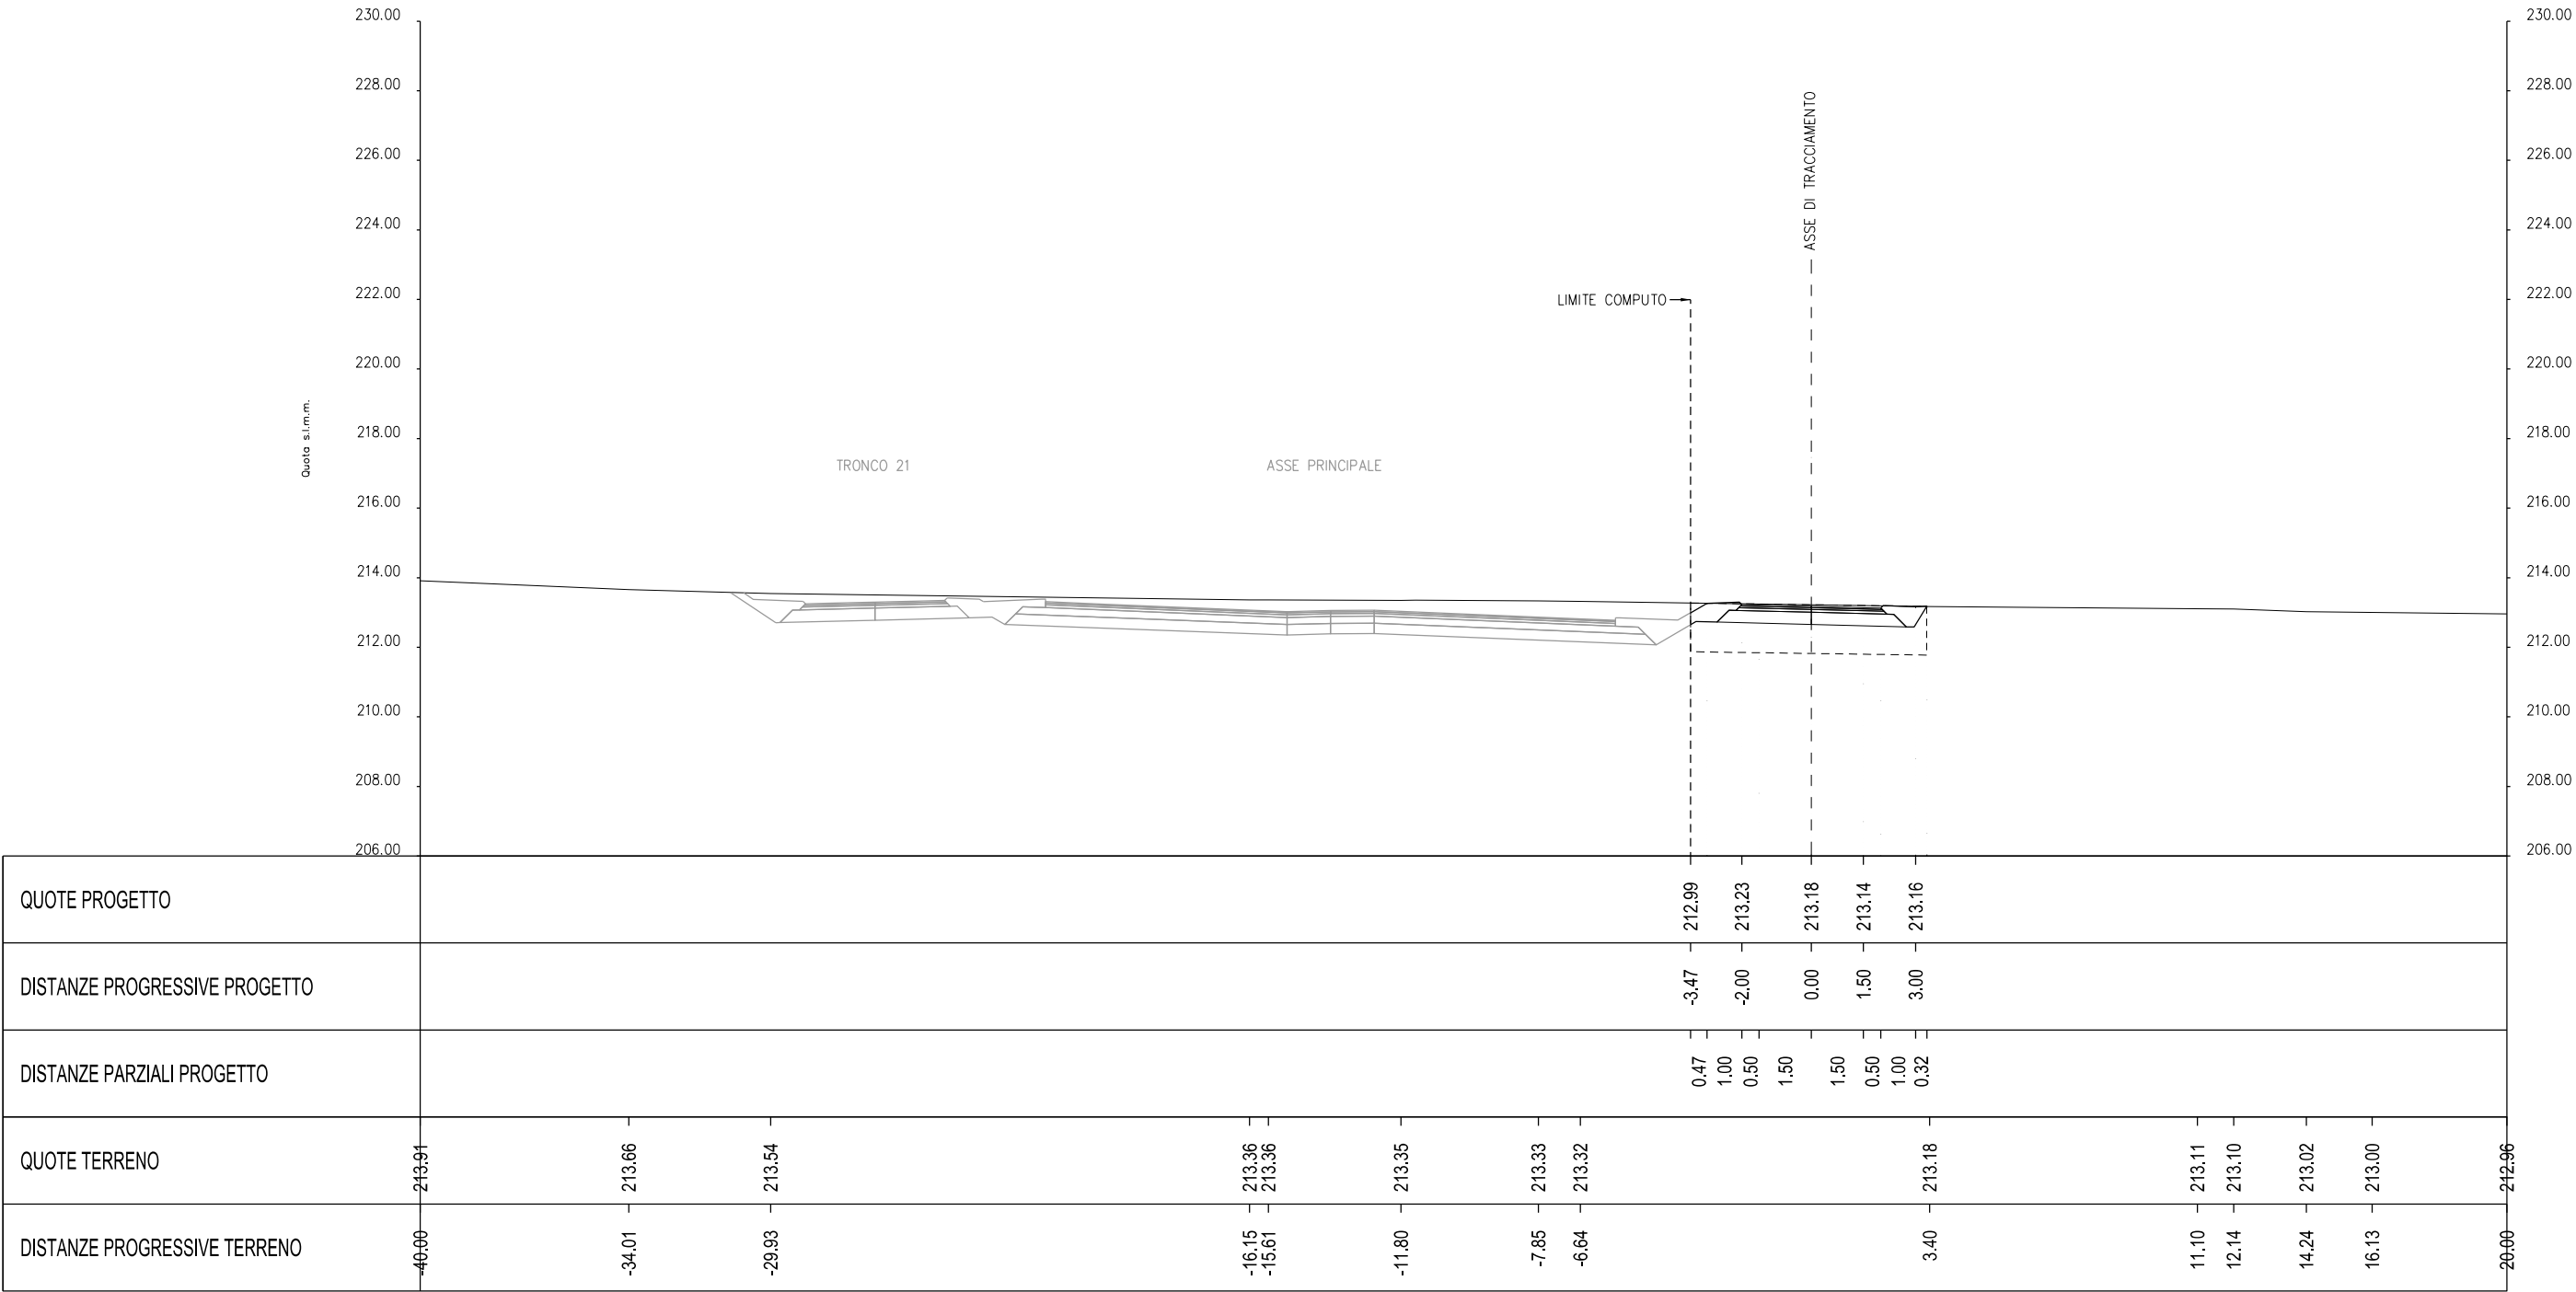 230.00 230.00
228.00 228.00
226.00 226.00
224.00 224.00
222.00 222.00
220.00 220.00
218.00 218.00
216.00 216.00
214.00 214.00
212.00 212.00
210.00 210.00
208.00 208.00
206.00 206.00
Quota s.l.m.m.
ASSE DI TRACCIAMENTO
LIMITE COMPUTO
TRONCO 21
ASSE PRINCIPALE
QUOTE PROGETTO 212.99 213.23 213.18 213.14 213.16
DISTANZE PROGRESSIVE PROGETTO -3.47 -2.00 0.00 1.50 3.00
DISTANZE PARZIALI PROGETTO 0.47 1.00 0.50 1.50 1.50 0.50 1.00 0.32
QUOTE TERRENO 213.91 213.66 213.54 213.36 213.36 213.35 213.33 213.32 213.18 213.11 213.10 213.02 213.00 212.96
DISTANZE PROGRESSIVE TERRENO -40.00 -34.01 -29.93 -16.15 -15.61 -11.80 -7.85 -6.64 3.40 11.10 12.14 14.24 16.13 20.00